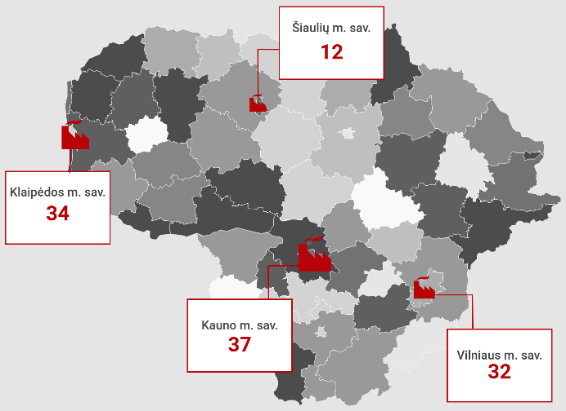 Šiaulių m. sav.
12
Klaipėdos m. sav.
34
Kauno m. sav.
37
Vilniaus m. sav.
32